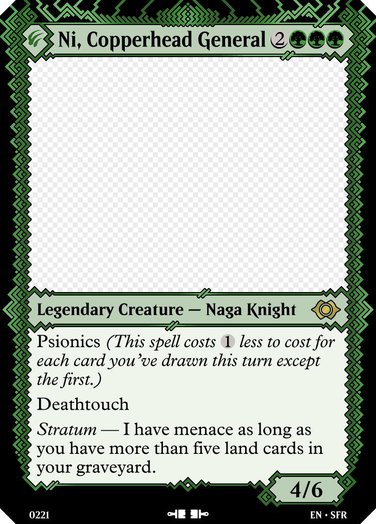 Ni, Copperhead General 2
Legendary Creature — Naga Knight
Psionics (This spell costs 1 less to cost for
each card you've drawn this turn except
the first.)
Deathtouch
Stratum — I have menace as long as
you have more than five land cards in
your graveyard.
4/6
0221
EN • SFR